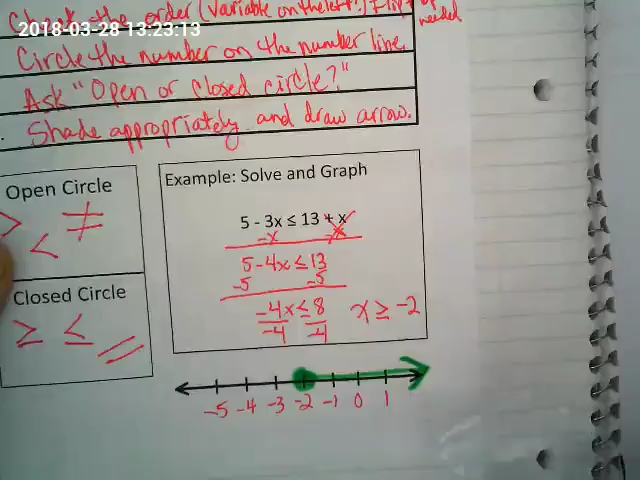 the order (Variable on the left!) Flip if
needed
2018-03-28 13:23:13
Circle the number on the number line.
Ask "Open or closed circle?"
Shade appropriately and draw arrow.
Open Circle
> < ≠
Closed Circle
≥ ≤ =
Example: Solve and Graph
5 - 3x ≤ 13 + x
-x -x
5-4x ≤ 13
-5 -5
-4x ≤ 8 x ≥ -2
-4 -4
-5 -4 -3 -2 -1 0 1